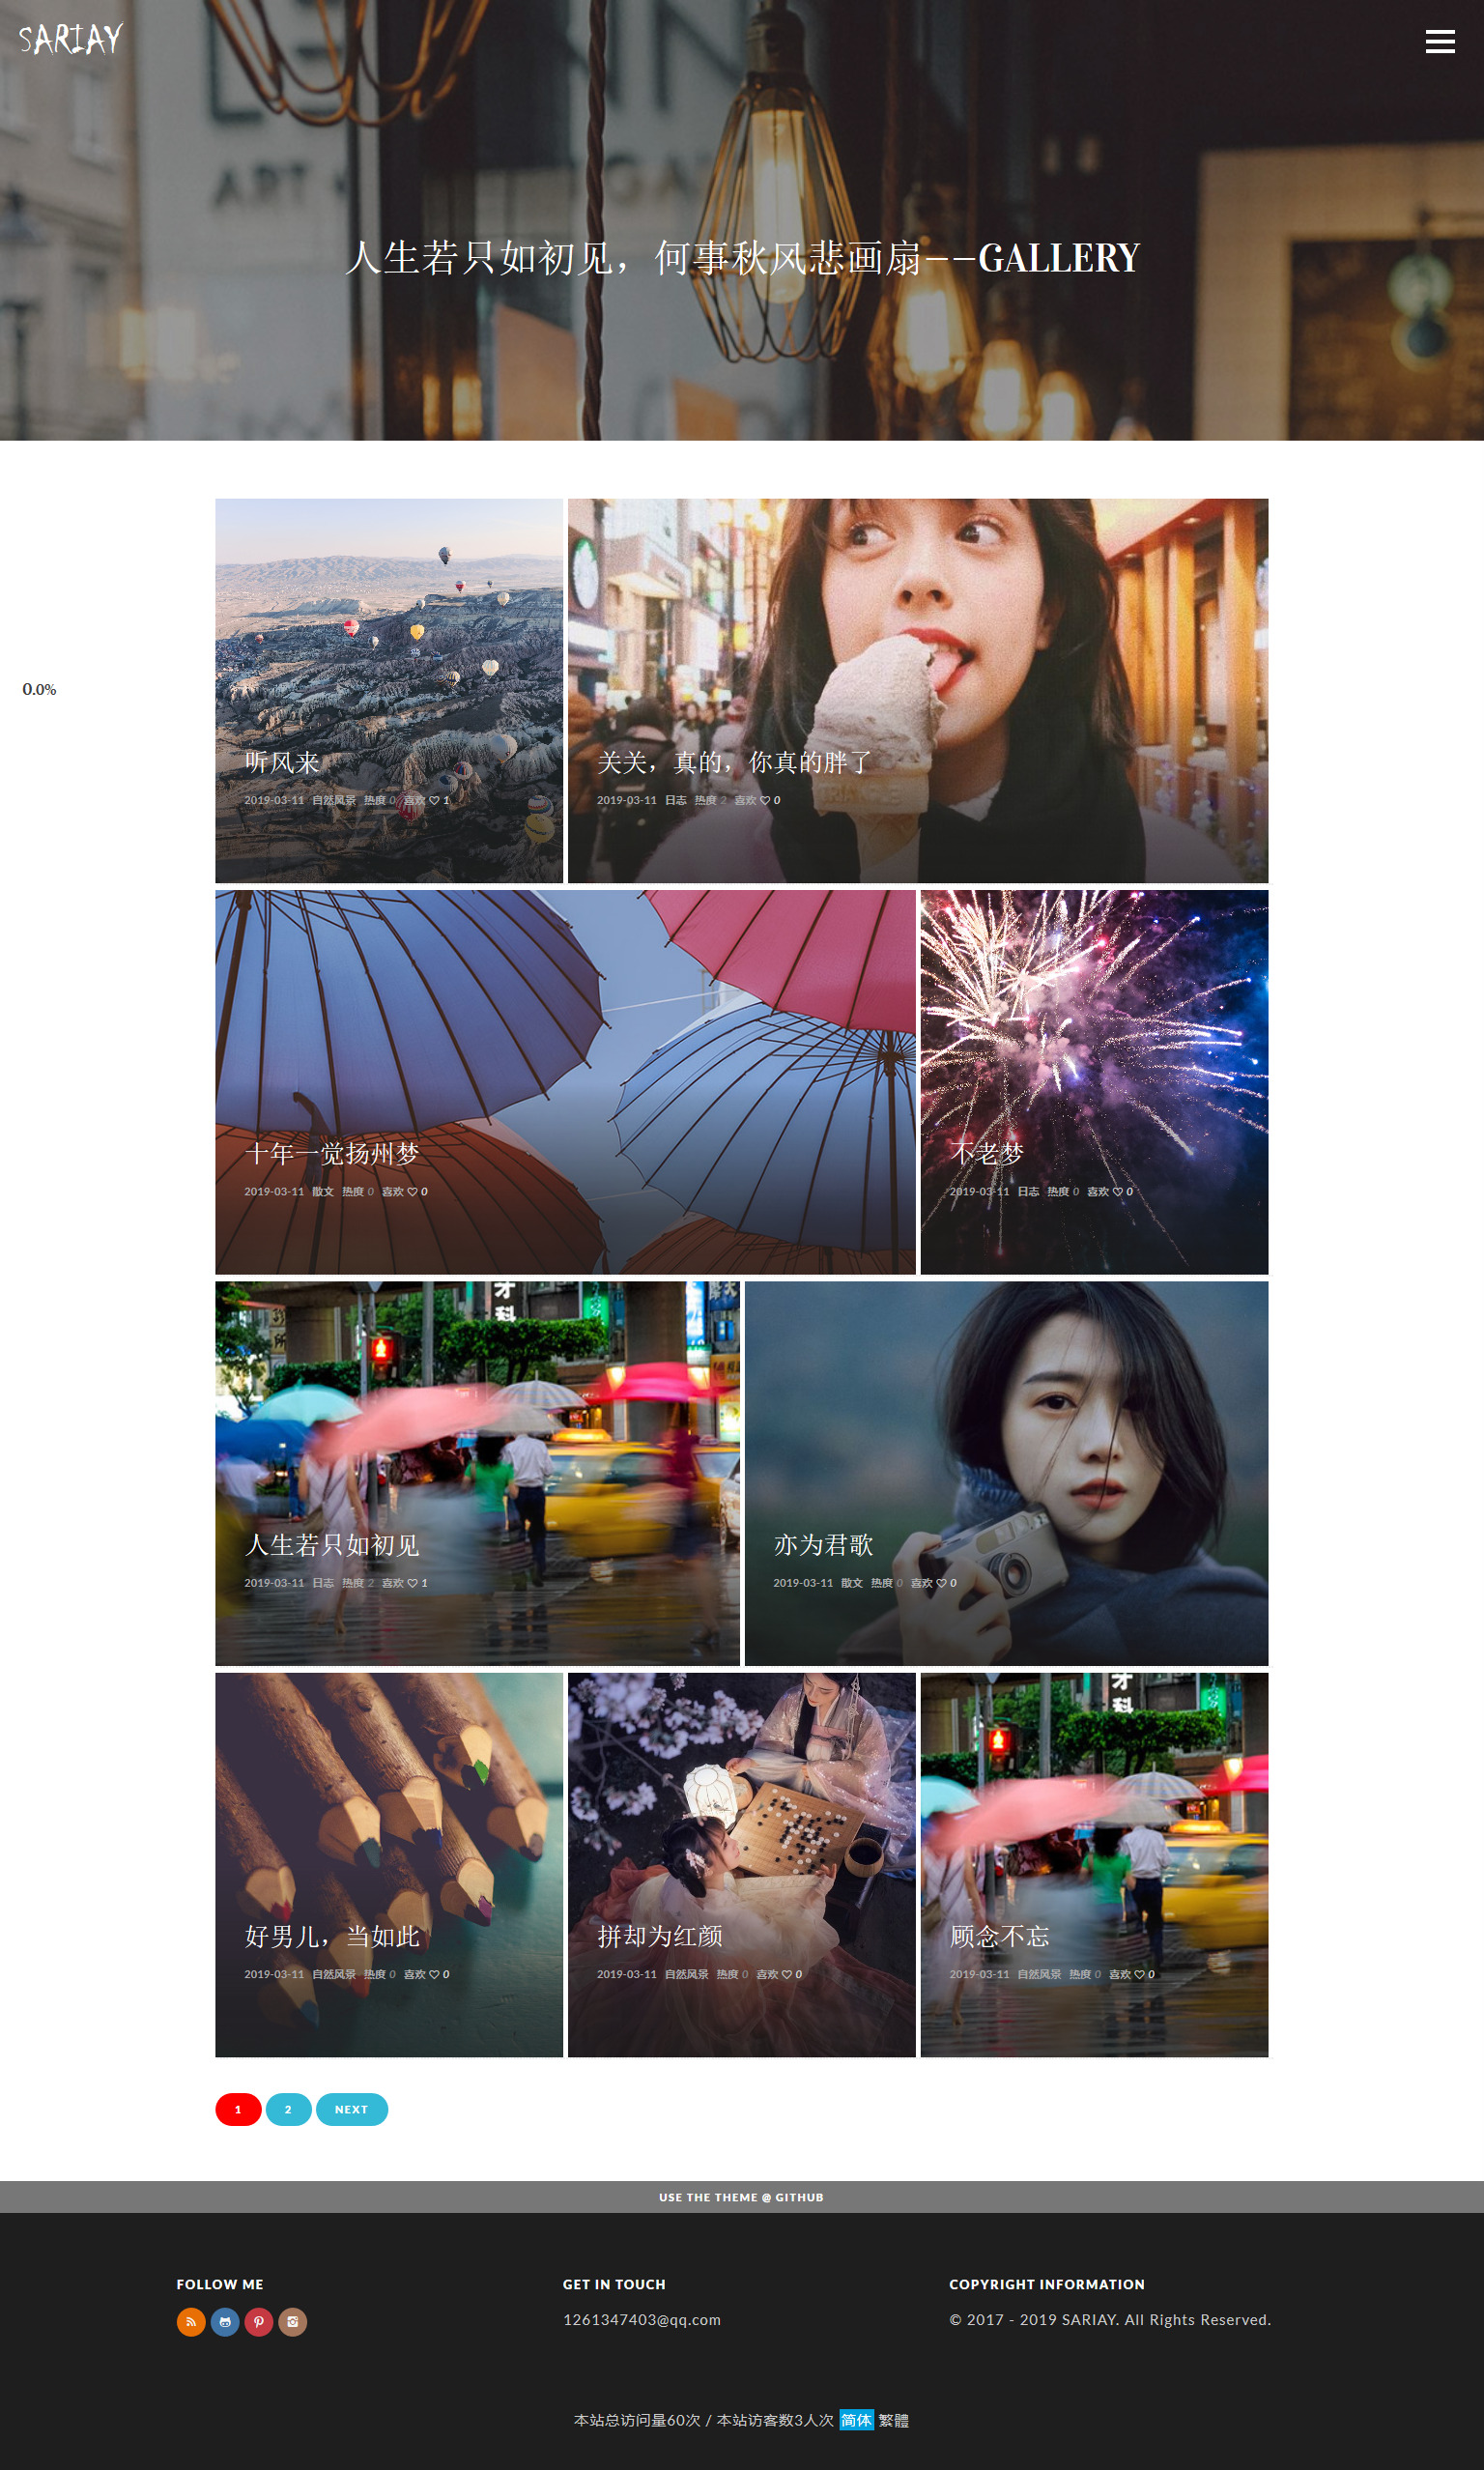 SARIAY
人生若只如初见，何事秋风悲画扇——GALLERY
0.0%
听风来
2019-03-11 自然风景 热度 0 喜欢 ♡ 1
关关，真的，你真的胖了
2019-03-11 日志 热度 2 喜欢 ♡ 0
十年一觉扬州梦
2019-03-11 散文 热度 0 喜欢 ♡ 0
不老梦
2019-03-11 日志 热度 0 喜欢 ♡ 0
牙科
人生若只如初见
2019-03-11 日志 热度 2 喜欢 ♡ 1
亦为君歌
2019-03-11 散文 热度 0 喜欢 ♡ 0
好男儿，当如此
2019-03-11 自然风景 热度 0 喜欢 ♡ 0
拼却为红颜
2019-03-11 自然风景 热度 0 喜欢 ♡ 0
牙科
顾念不忘
2019-03-11 自然风景 热度 0 喜欢 ♡ 0
1 2 NEXT
USE THE THEME @ GITHUB
FOLLOW ME
GET IN TOUCH
1261347403@qq.com
COPYRIGHT INFORMATION
© 2017 - 2019 SARIAY. All Rights Reserved.
本站总访问量60次 / 本站访客数3人次 简体 繁體